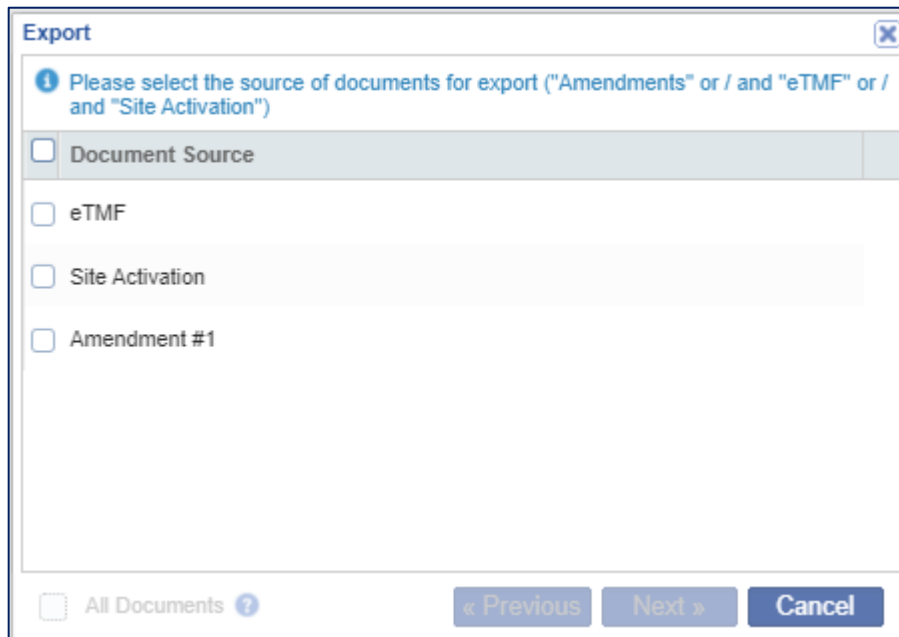 Export
Please select the source of documents for export ("Amendments" or / and "eTMF" or /
and "Site Activation")
Document Source
eTMF
Site Activation
Amendment #1
All Documents
« Previous
Next »
Cancel